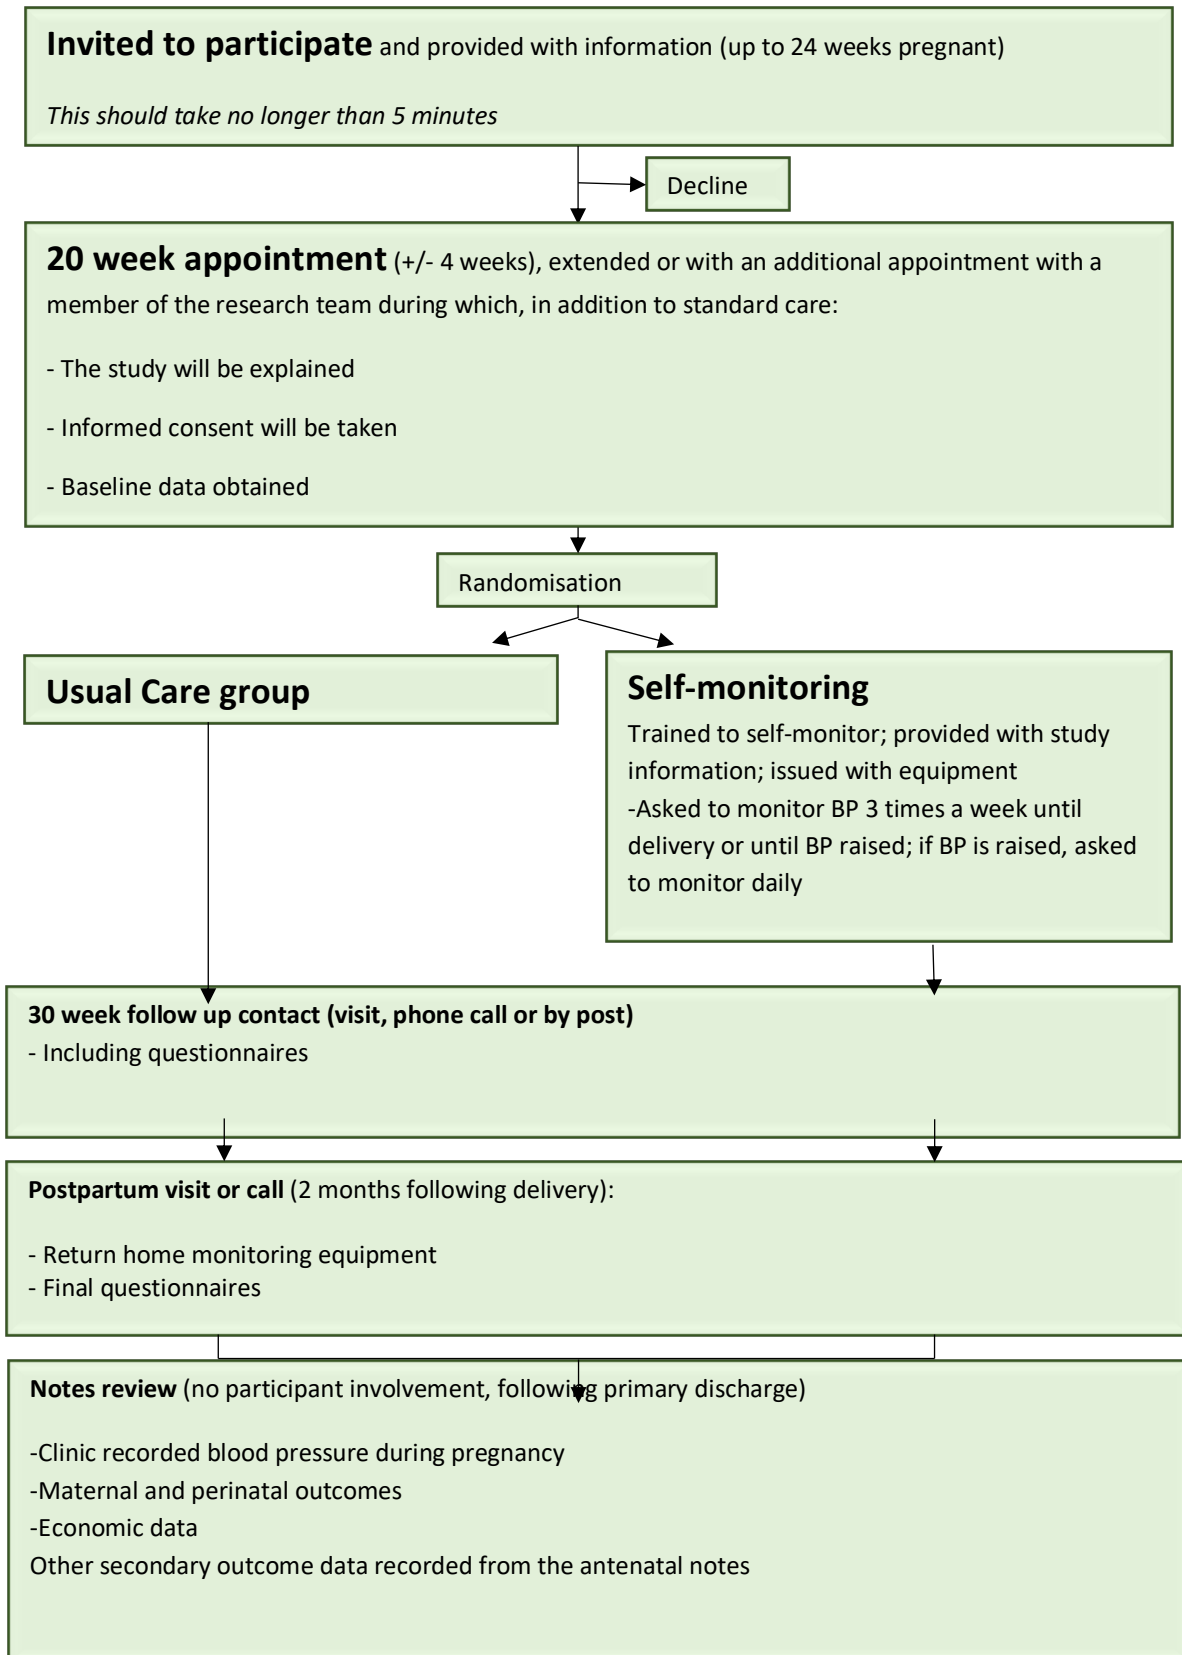 Invited to participate and provided with information (up to 24 weeks pregnant)
This should take no longer than 5 minutes
Decline
20 week appointment (+/- 4 weeks), extended or with an additional appointment with a
member of the research team during which, in addition to standard care:
- The study will be explained
- Informed consent will be taken
- Baseline data obtained
Randomisation
Usual Care group
Self-monitoring
Trained to self-monitor; provided with study
information; issued with equipment
-Asked to monitor BP 3 times a week until
delivery or until BP raised; if BP is raised, asked
to monitor daily
30 week follow up contact (visit, phone call or by post)
- Including questionnaires
Postpartum visit or call (2 months following delivery):
- Return home monitoring equipment
- Final questionnaires
Notes review (no participant involvement, following primary discharge)
-Clinic recorded blood pressure during pregnancy
-Maternal and perinatal outcomes
-Economic data
Other secondary outcome data recorded from the antenatal notes